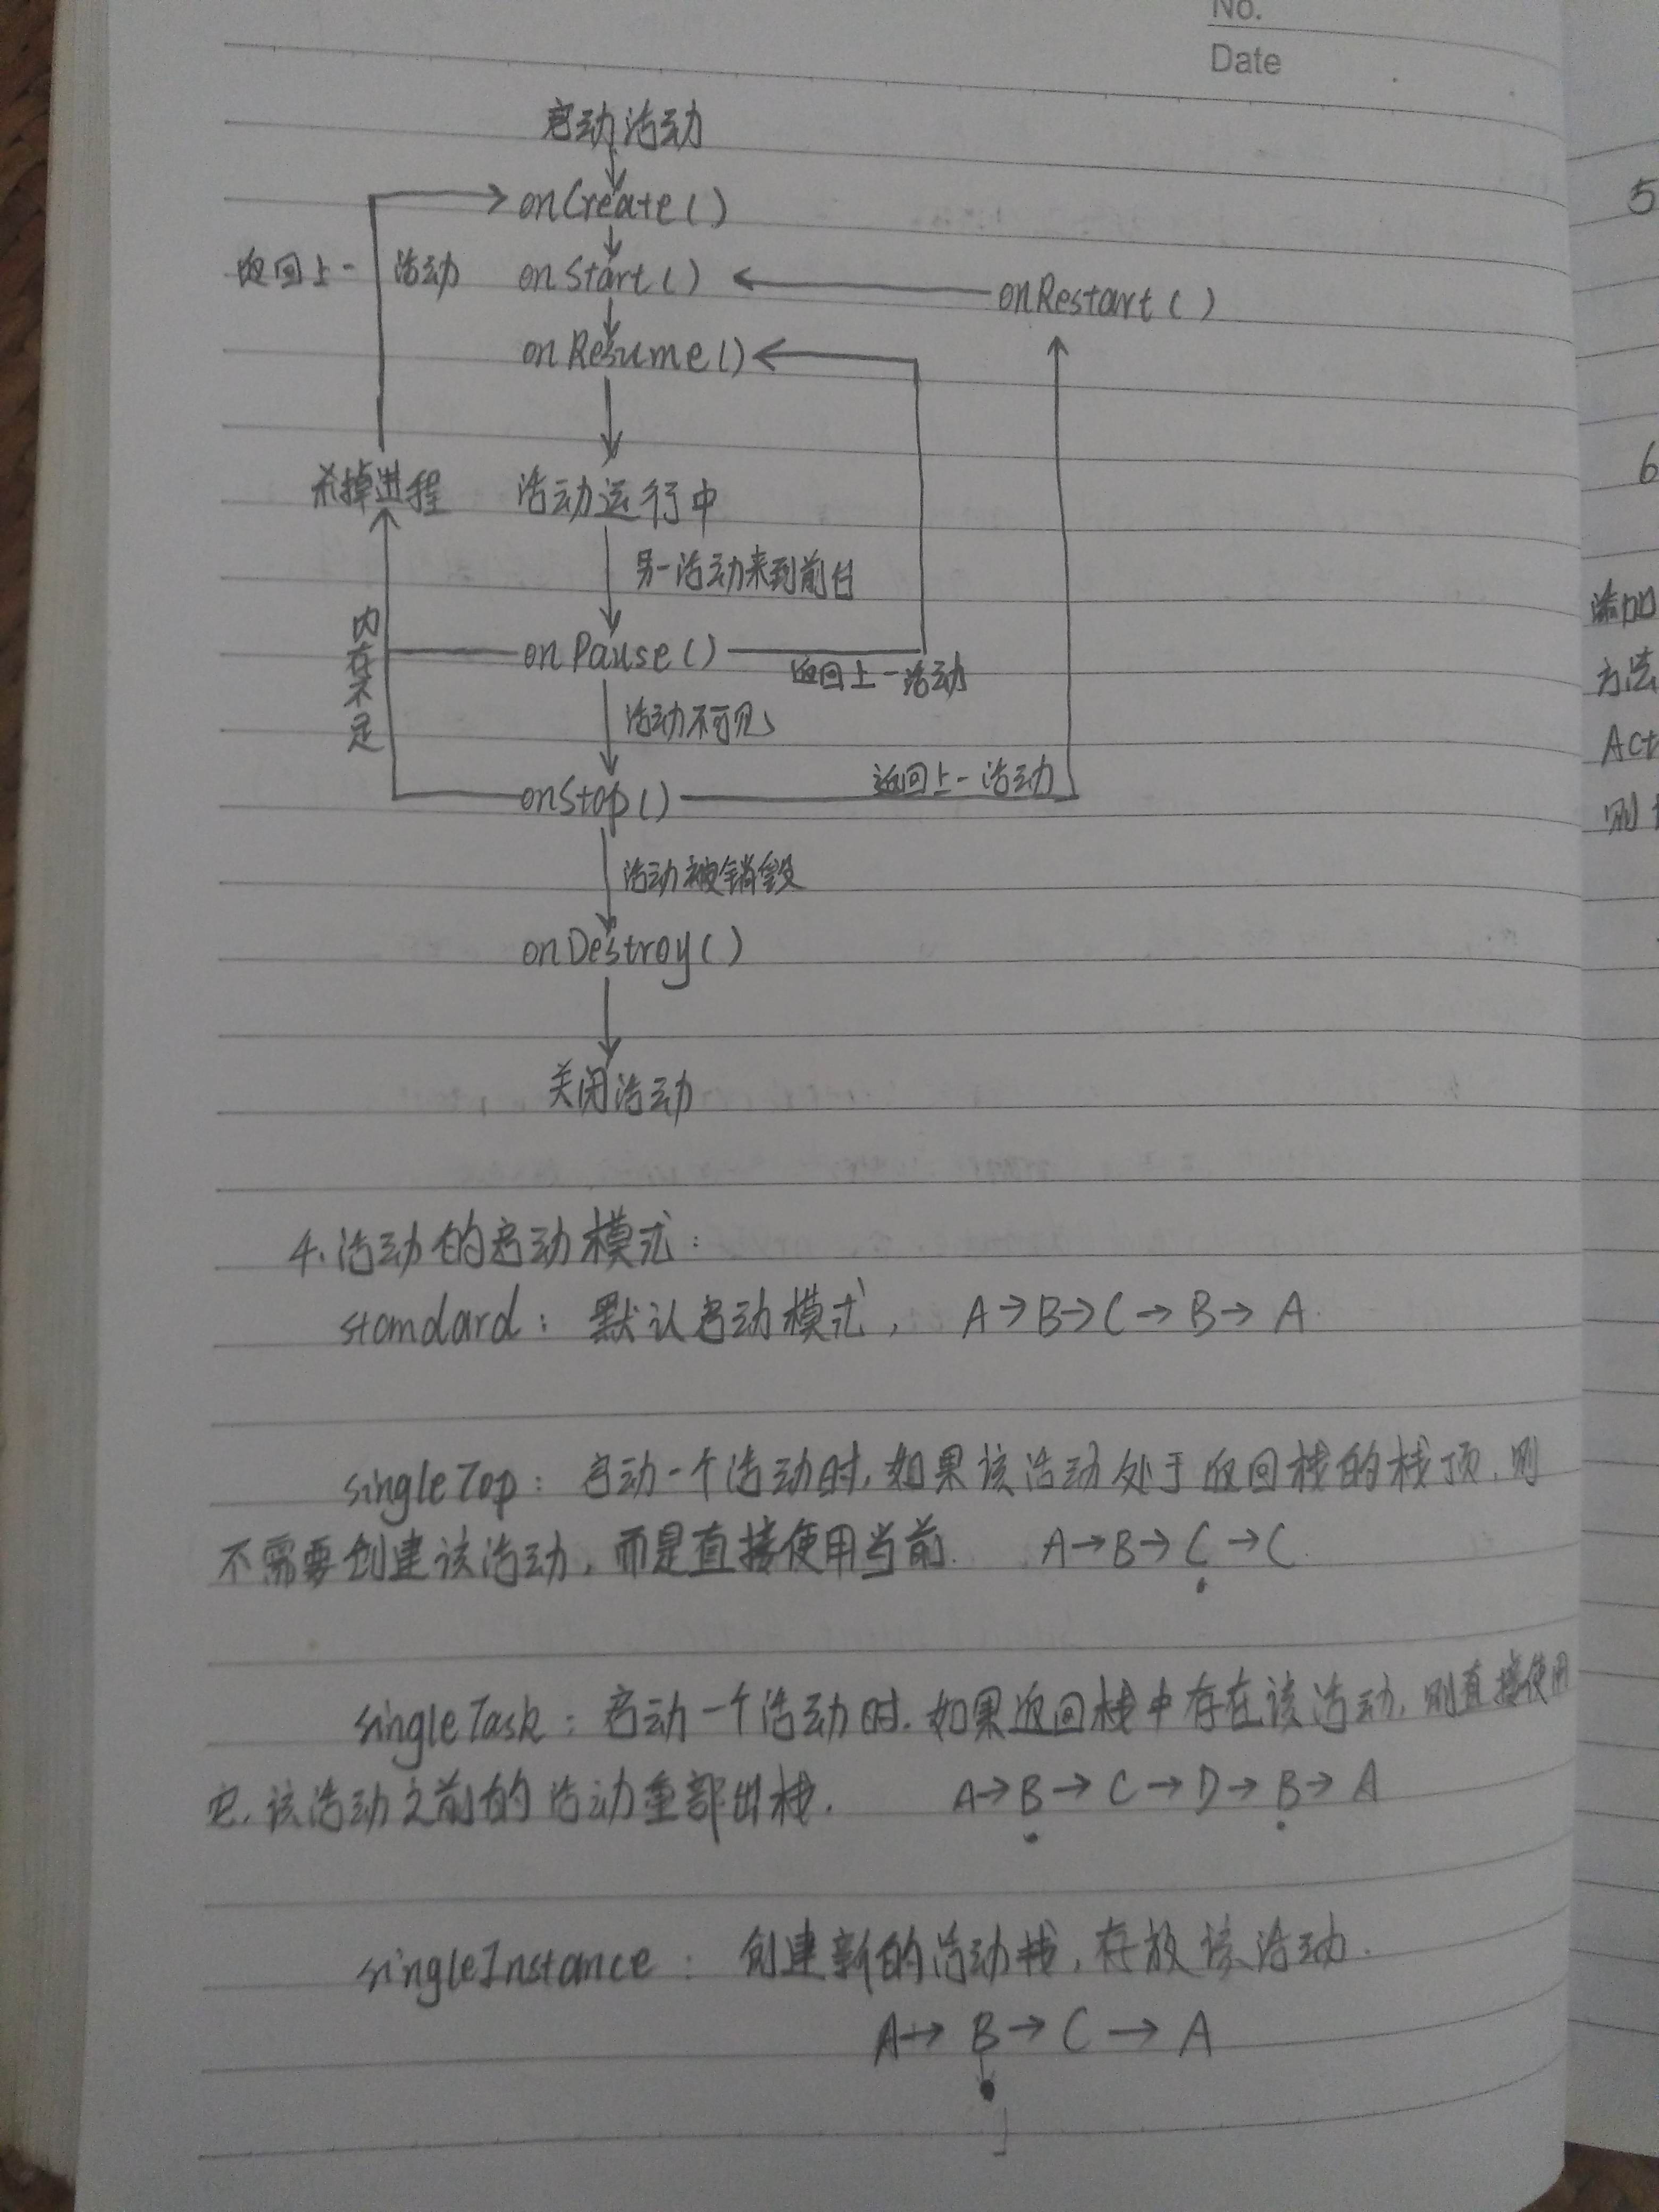 No.
Date
启动活动
onCreate()
返回上一活动
onStart()
onRestart()
onResume()
杀掉进程
活动运行中
另一活动来到前台
内存不足
onPause()
返回上一活动
活动不可见
onStop()
返回上一活动
活动被销毁
onDestroy()
关闭活动
4.活动的启动模式:
standard: 默认启动模式, A→B→C→B→A.
singleTop: 启动一个活动时,如果该活动处于返回栈的栈顶,则
不需要创建该活动,而是直接使用当前. A→B→C→C.
singleTask: 启动一个活动时.如果返回栈中存在该活动,则直接使用
它.该活动之前的活动全部出栈. A→B→C→D→B→A
singleInstance: 创建新的活动栈,存放该活动.
A→B→C→A
5
6
添加
方法
Act
则